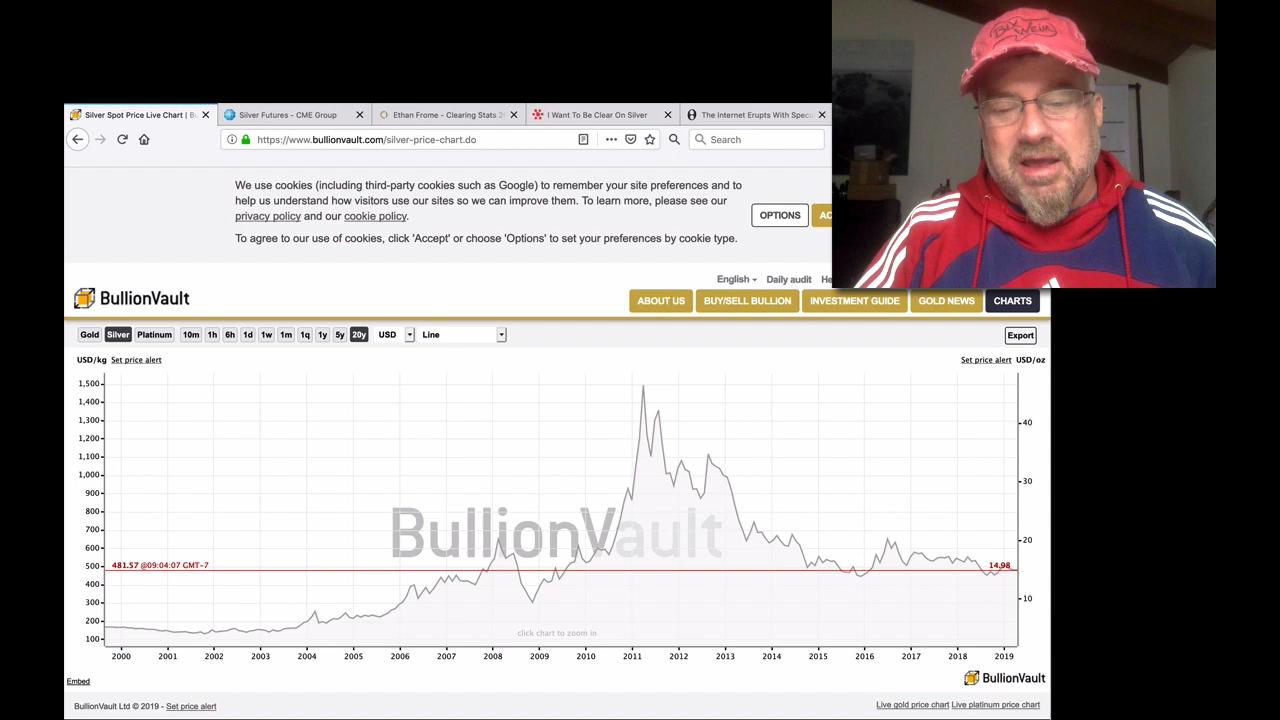 BIX
WEIR
Silver Spot Price Live Chart | B
Silver Futures - CME Group
Ethan Frome - Clearing Stats 2
I Want To Be Clear On Silver
The Internet Erupts With Specu
https://www.bullionvault.com/silver-price-chart.do
Search
We use cookies (including third-party cookies such as Google) to remember your site preferences and to
help us understand how visitors use our sites so we can improve them. To learn more, please see our
privacy policy and our cookie policy.
To agree to our use of cookies, click 'Accept' or choose 'Options' to set your preferences by cookie type.
OPTIONS
AC
English Daily audit He
BullionVault
ABOUT US BUY/SELL BULLION INVESTMENT GUIDE GOLD NEWS CHARTS
Gold Silver Platinum 10m 1h 6h 1d 1w 1m 1q 1y 5y 20y USD Line
Export
USD/kg Set price alert
Set price alert USD/oz
1,500
1,400
1,300
1,200
1,100
1,000
900
800
700
600
500
400
300
200
100
40
30
20
10
BullionVault
481.57 @09:04:07 GMT-7
14.98
click chart to zoom in
2000 2001 2002 2003 2004 2005 2006 2007 2008 2009 2010 2011 2012 2013 2014 2015 2016 2017 2018 2019
Embed
BullionVault
BullionVault Ltd © 2019 - Set price alert
Live gold price chart Live platinum price chart